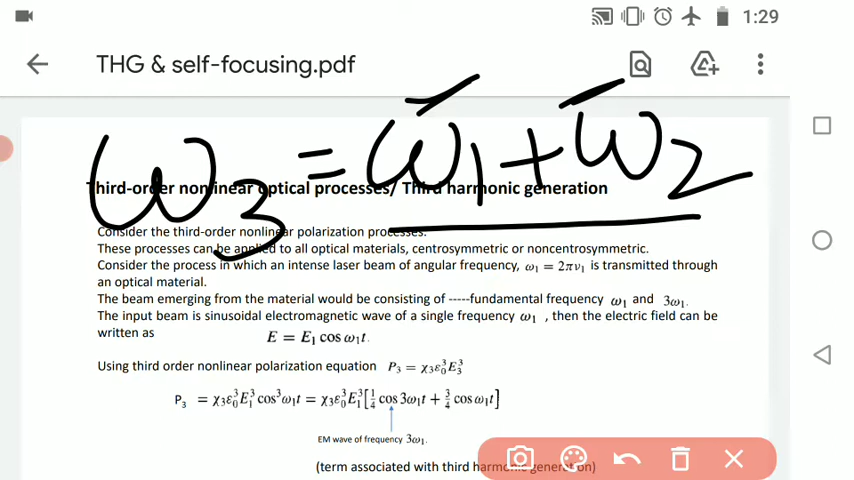 1:29
THG & self-focusing.pdf
ω3 = ω1 + ω2
Third-order nonlinear optical processes/ Third harmonic generation
Consider the third-order nonlinear polarization processes.
These processes can be applied to all optical materials, centrosymmetric or noncentrosymmetric.
Consider the process in which an intense laser beam of angular frequency, ω₁ = 2πν₁ is transmitted through
an optical material.
The beam emerging from the material would be consisting of -----fundamental frequency ω₁ and 3ω₁.
The input beam is sinusoidal electromagnetic wave of a single frequency ω₁ , then the electric field can be
written as E = E₁ cos ω₁t.
Using third order nonlinear polarization equation P₃ = χ₃ε₀³E₃³
P₃ = χ₃ε₀³E₁³ cos³ω₁t = χ₃ε₀³E₁³[¼ cos 3ω₁t + ¾ cos ω₁t]
EM wave of frequency 3ω₁.
(term associated with third harmonic generation)